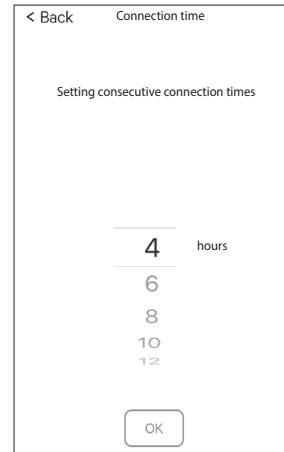 < Back Connection time
Setting consecutive connection times
4 hours
6
8
10
12
OK